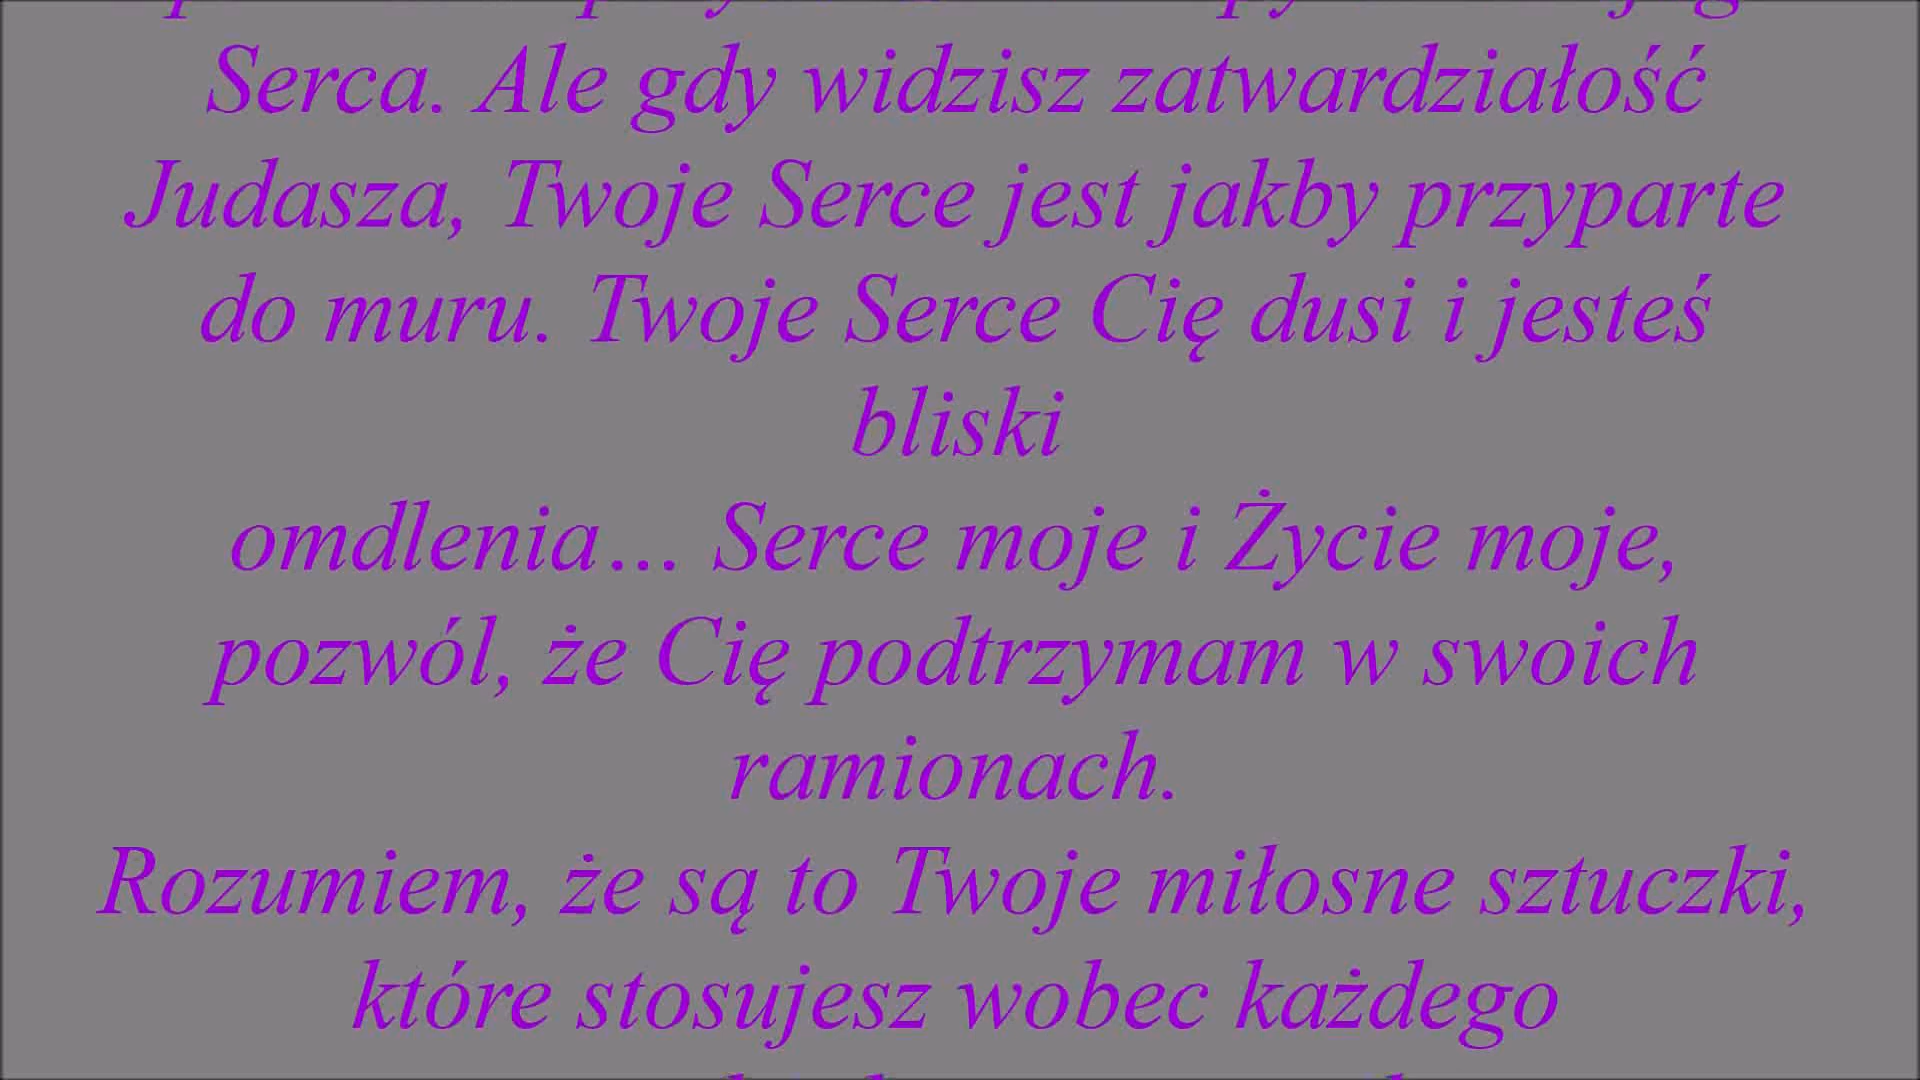 Serca. Ale gdy widzisz zatwardziałość
Judasza, Twoje Serce jest jakby przyparte
do muru. Twoje Serce Cię dusi i jesteś
bliski
omdlenia... Serce moje i Życie moje,
pozwól, że Cię podtrzymam w swoich
ramionach.
Rozumiem, że są to Twoje miłosne sztuczki,
które stosujesz wobec każdego